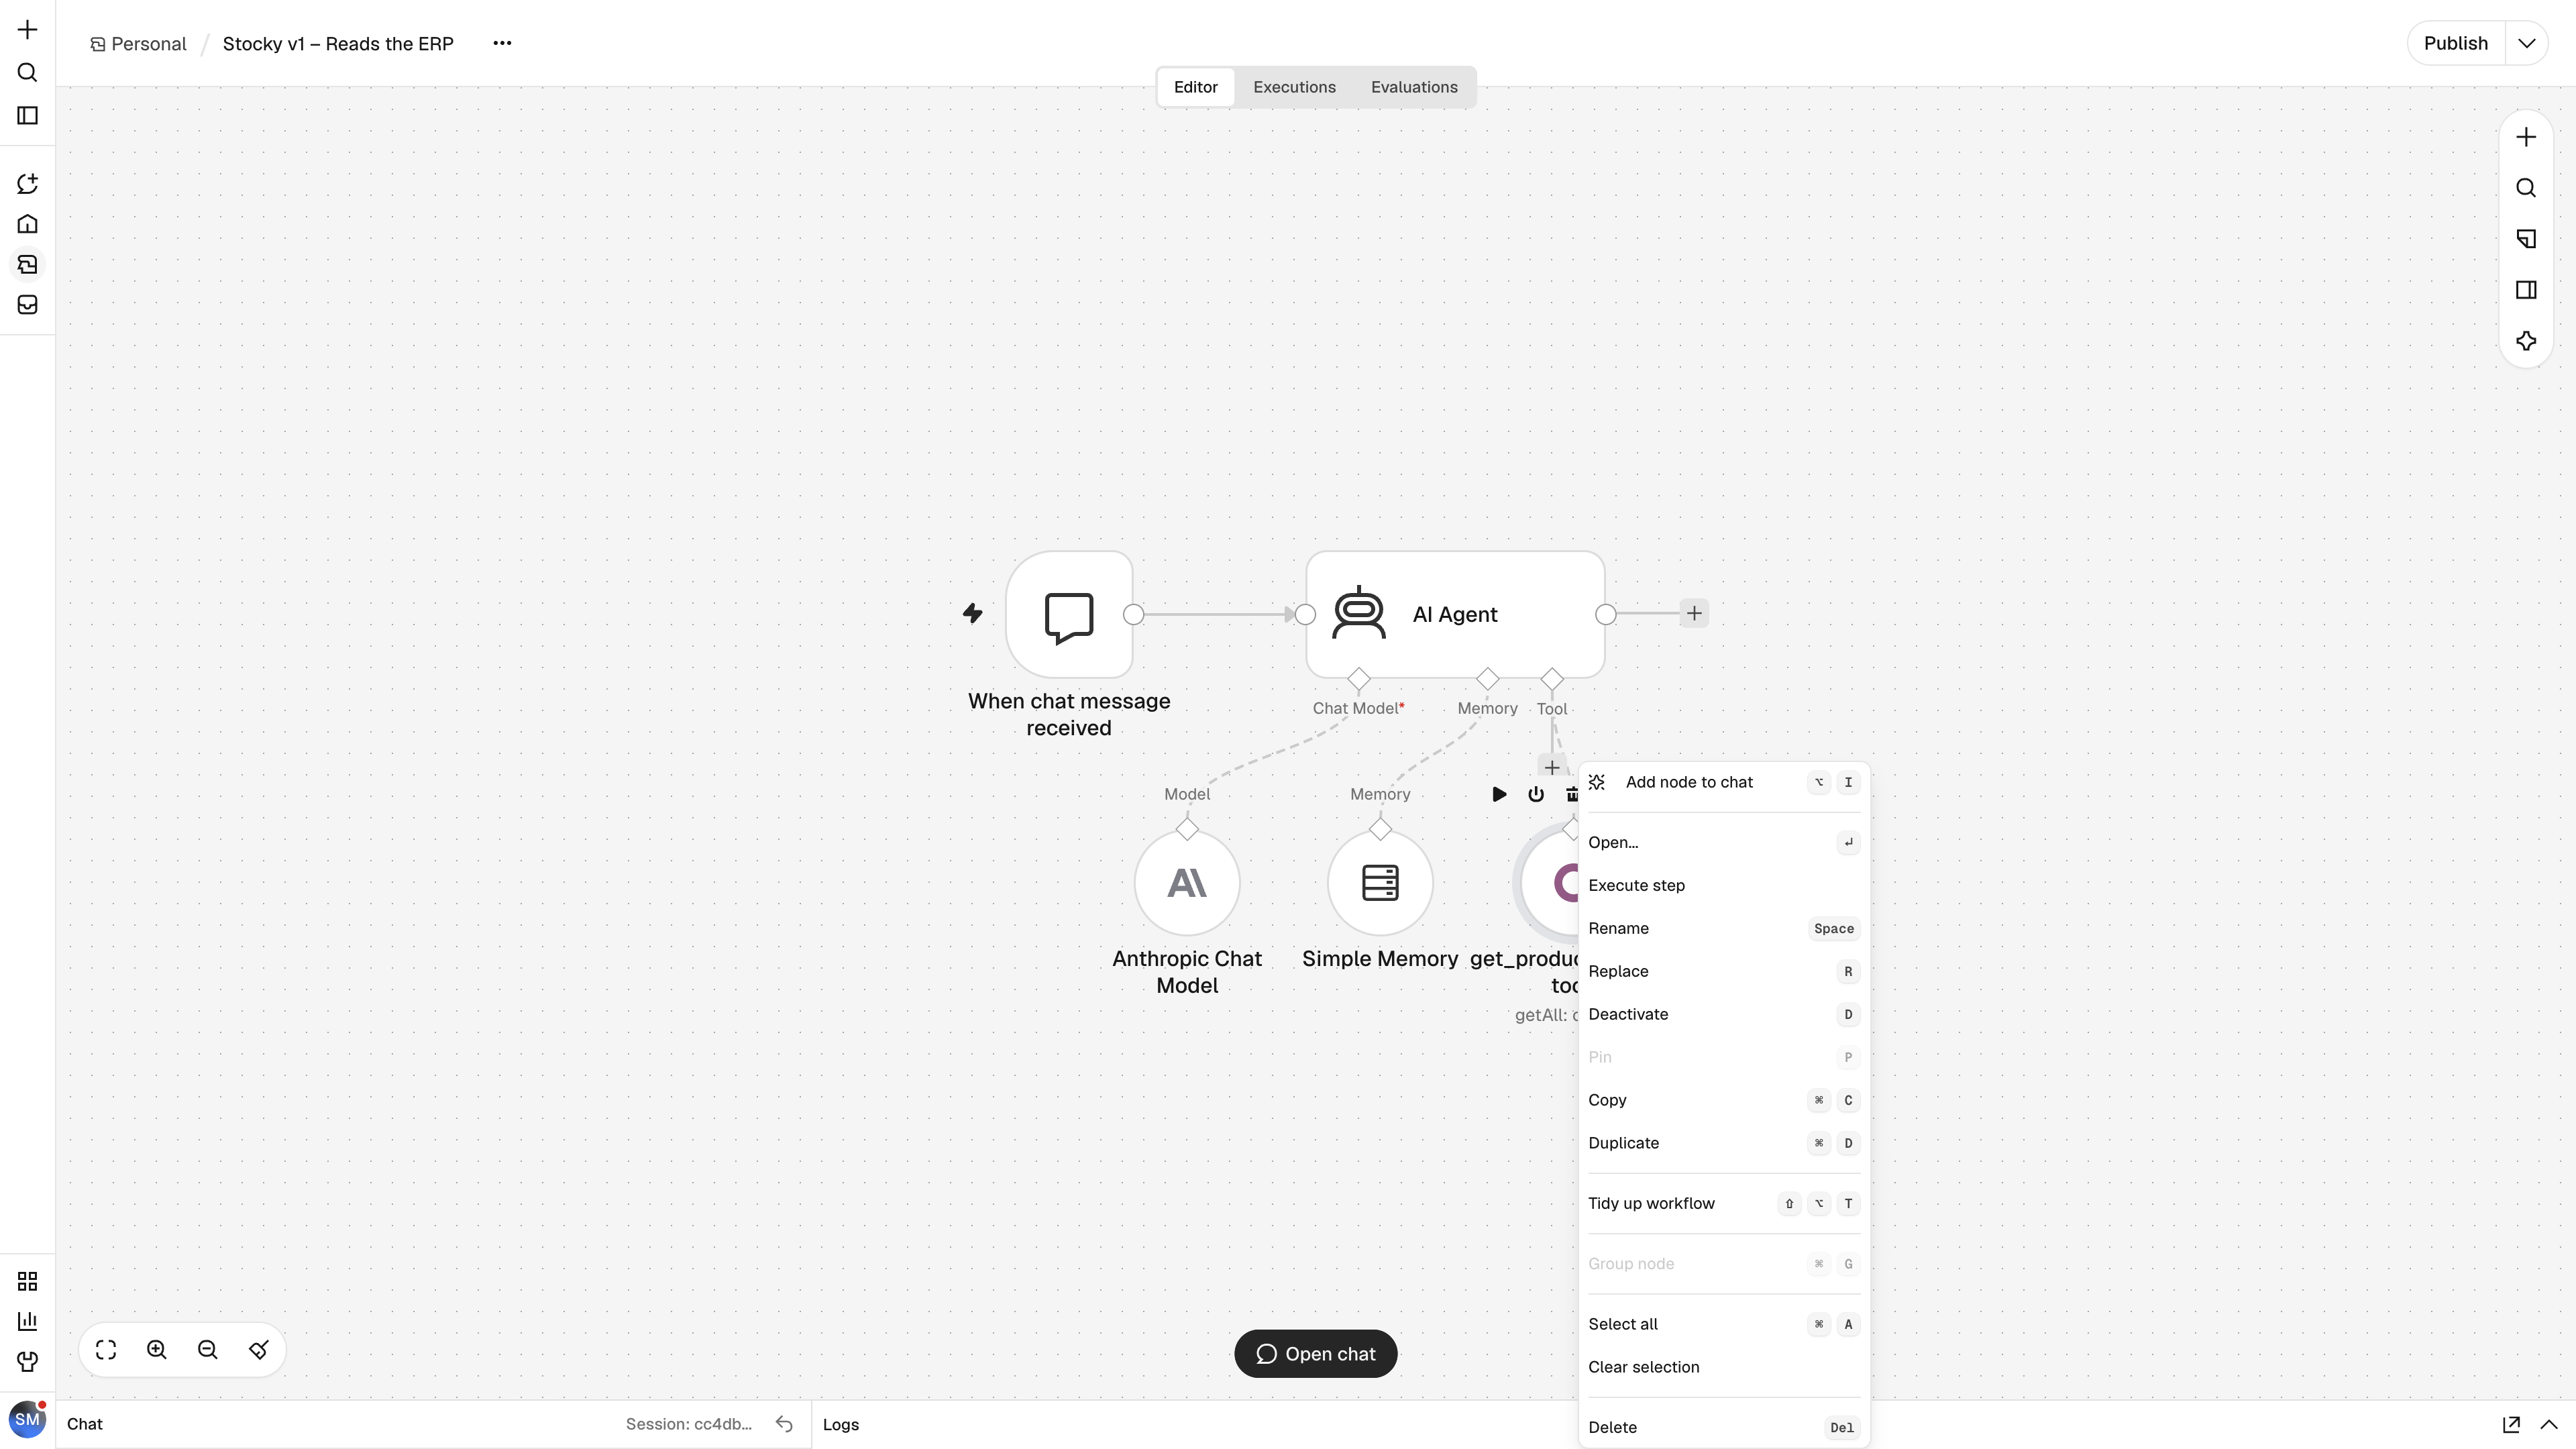 Personal / Stocky v1 – Reads the ERP
Publish
Editor Executions Evaluations
AI Agent
When chat message
received
Chat Model* Memory Tool
Model Memory
Anthropic Chat
Model
Simple Memory
get_produc
getAll:
Add node to chat ⌥ I
Open... ↵
Execute step
Rename Space
Replace R
Deactivate D
Pin P
Copy ⌘ C
Duplicate ⌘ D
Tidy up workflow ⇧ ⌥ T
Group node ⌘ G
Select all ⌘ A
Clear selection
Delete Del
Open chat
SM
Chat
Session: cc4db...
Logs